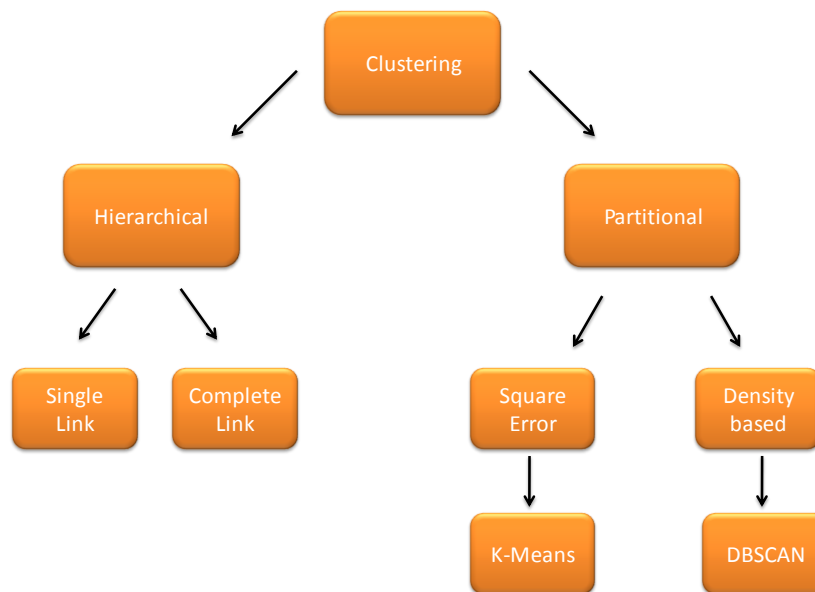 Clustering
Hierarchical
Partitional
Single
Link
Complete
Link
Square
Error
Density
based
K-Means
DBSCAN